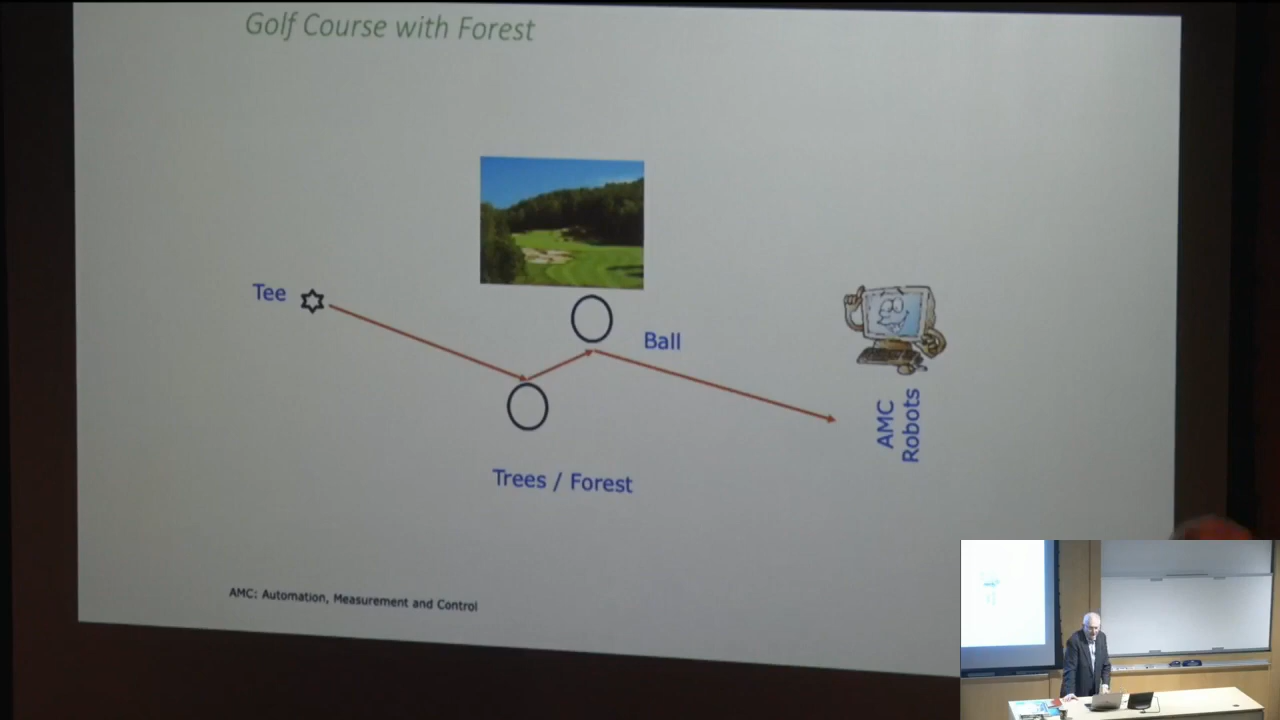 Golf Course with Forest
Tee
Ball
AMC
Robots
Trees / Forest
AMC: Automation, Measurement and Control